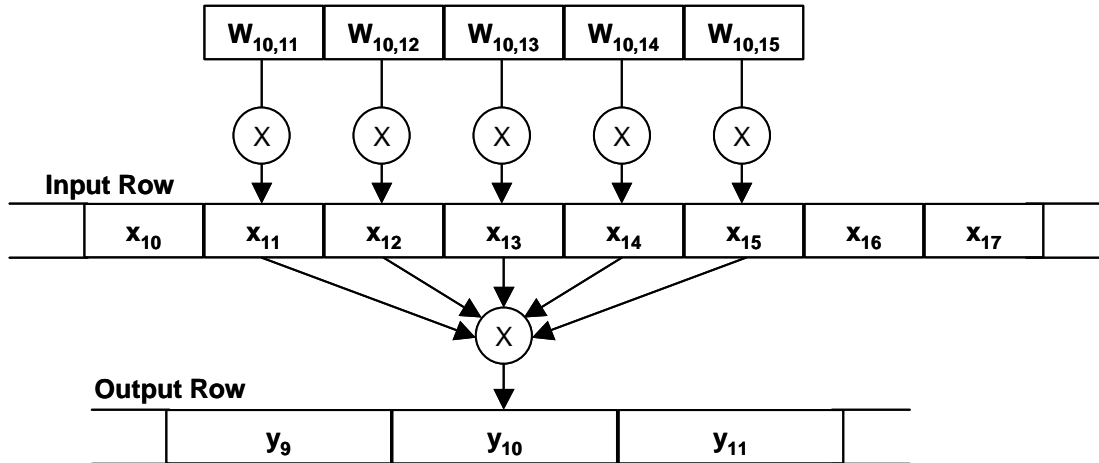 W10,11 W10,12 W10,13 W10,14 W10,15
X X X X X
Input Row
x10 x11 x12 x13 x14 x15 x16 x17
X
Output Row
y9 y10 y11